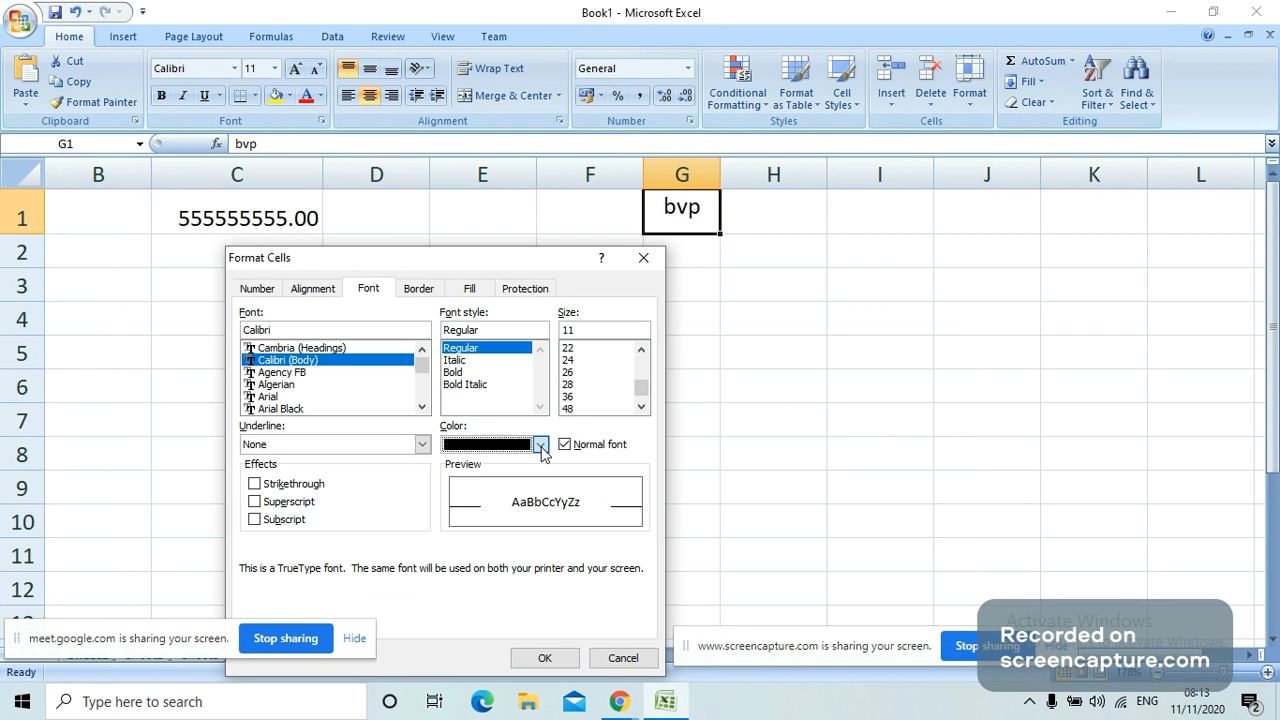 Book1 - Microsoft Excel
Home Insert Page Layout Formulas Data Review View Team
Paste
Cut
Copy
Format Painter
Clipboard
Calibri 11
B I U A
Font
Wrap Text
Merge & Center
Alignment
General
% ,
Number
Conditional Formatting
Format as Table
Cell Styles
Styles
Insert
Delete
Format
Cells
AutoSum
Fill
Clear
Sort & Filter
Find & Select
Editing
G1 fx bvp
B C D E F G H I J K L
1 555555555.00 bvp
2
3
4
5
6
7
8
9
10
11
12
Format Cells ?
Number Alignment Font Border Fill Protection
Font: Font style: Size:
Calibri Regular 11
Cambria (Headings) Regular 22
Calibri (Body) Italic 24
Agency FB Bold 26
Algerian Bold Italic 28
Arial 36
Arial Black 48
Underline: Color:
None Normal font
Effects Preview
Strikethrough
Superscript AaBbCcYyZz
Subscript
This is a TrueType font. The same font will be used on both your printer and your screen.
OK Cancel
meet.google.com is sharing your screen. Stop sharing Hide
www.screencapture.com is sharing your screen. Stop sharing Hide
Activate Windows
Recorded on
screencapture.com
Ready 178%
Type here to search
ENG
08:13
11/11/2020
2